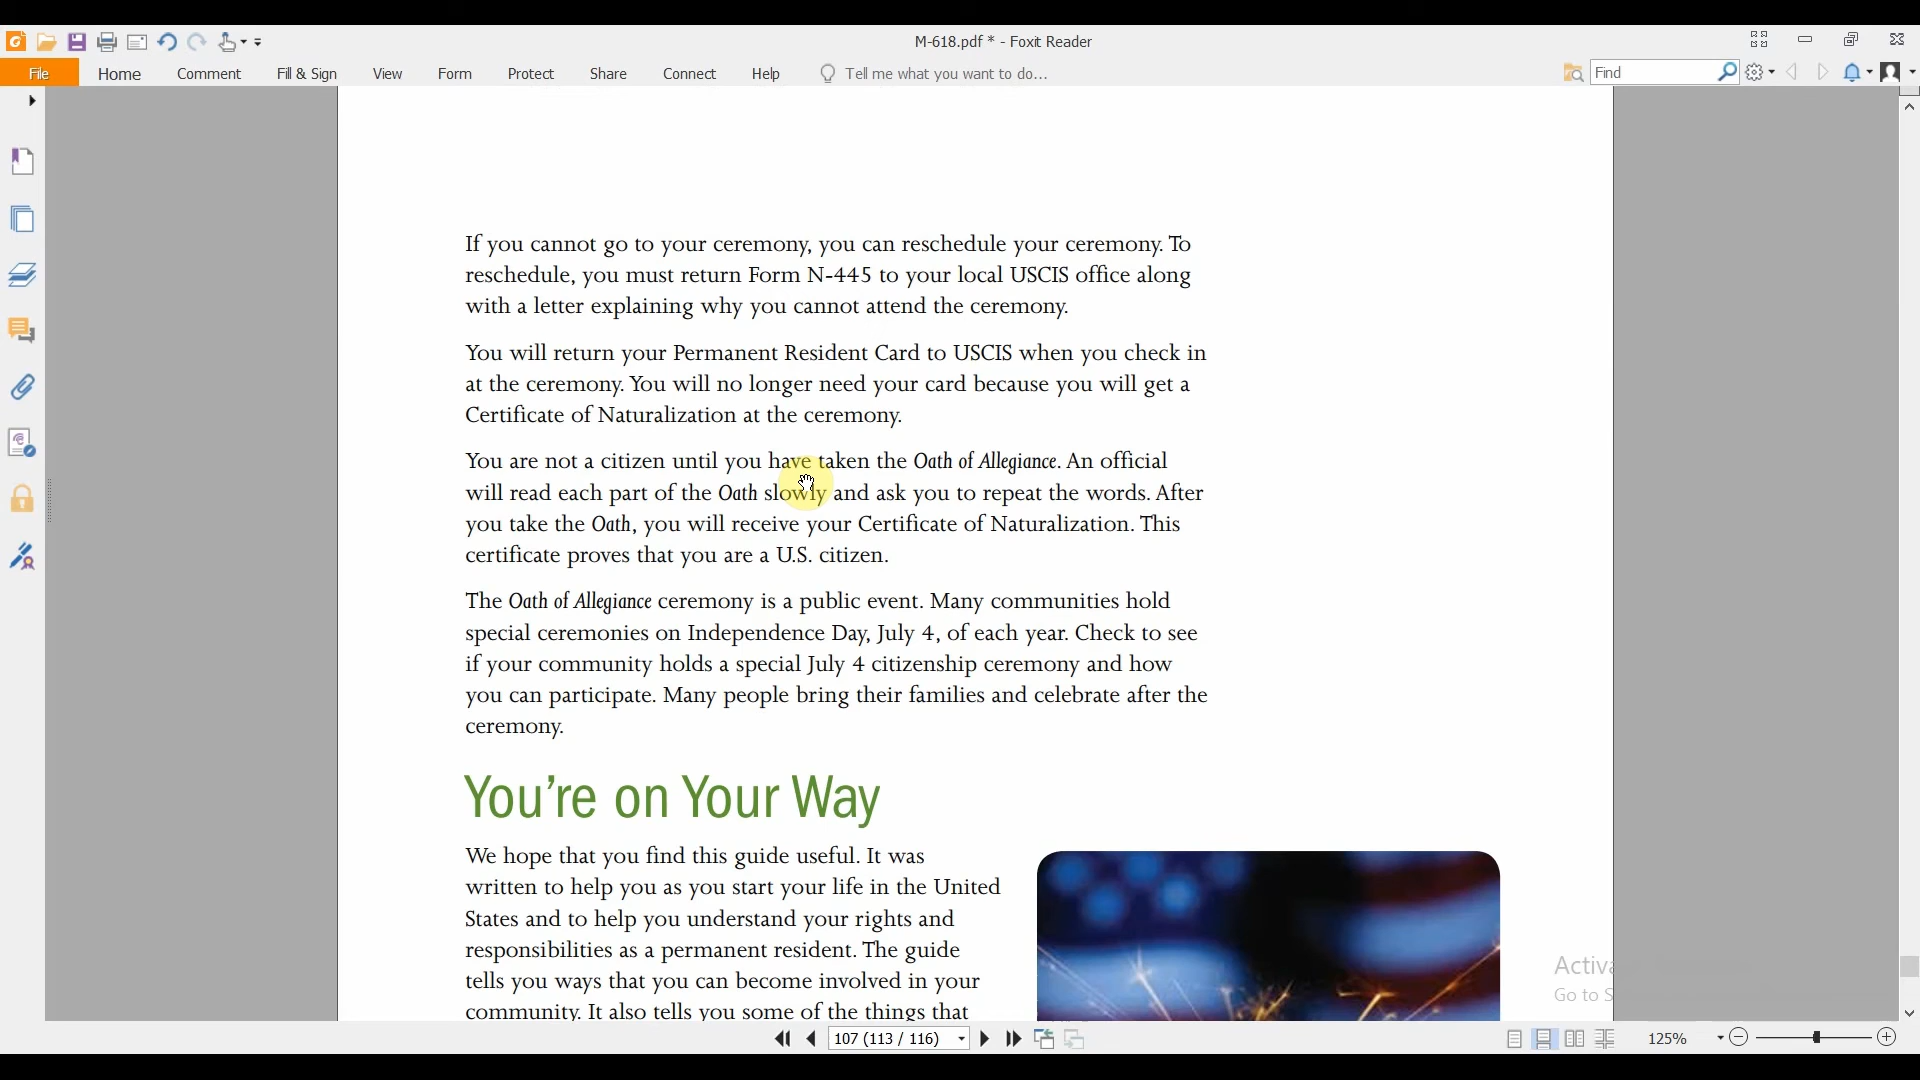 M-618.pdf * - Foxit Reader
File Home Comment Fill & Sign View Form Protect Share Connect Help Tell me what you want to do... Find
If you cannot go to your ceremony, you can reschedule your ceremony. To
reschedule, you must return Form N-445 to your local USCIS office along
with a letter explaining why you cannot attend the ceremony.
You will return your Permanent Resident Card to USCIS when you check in
at the ceremony. You will no longer need your card because you will get a
Certificate of Naturalization at the ceremony.
You are not a citizen until you have taken the Oath of Allegiance. An official
will read each part of the Oath slowly and ask you to repeat the words. After
you take the Oath, you will receive your Certificate of Naturalization. This
certificate proves that you are a U.S. citizen.
The Oath of Allegiance ceremony is a public event. Many communities hold
special ceremonies on Independence Day, July 4, of each year. Check to see
if your community holds a special July 4 citizenship ceremony and how
you can participate. Many people bring their families and celebrate after the
ceremony.
You're on Your Way
We hope that you find this guide useful. It was
written to help you as you start your life in the United
States and to help you understand your rights and
responsibilities as a permanent resident. The guide
tells you ways that you can become involved in your
community. It also tells you some of the things that
Go to
107 (113 / 116) 125%